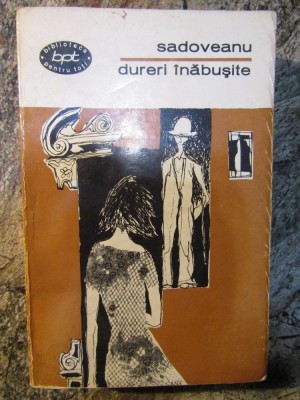 biblioteca
bpt
pentru toți
sadoveanu
dureri înăbușite